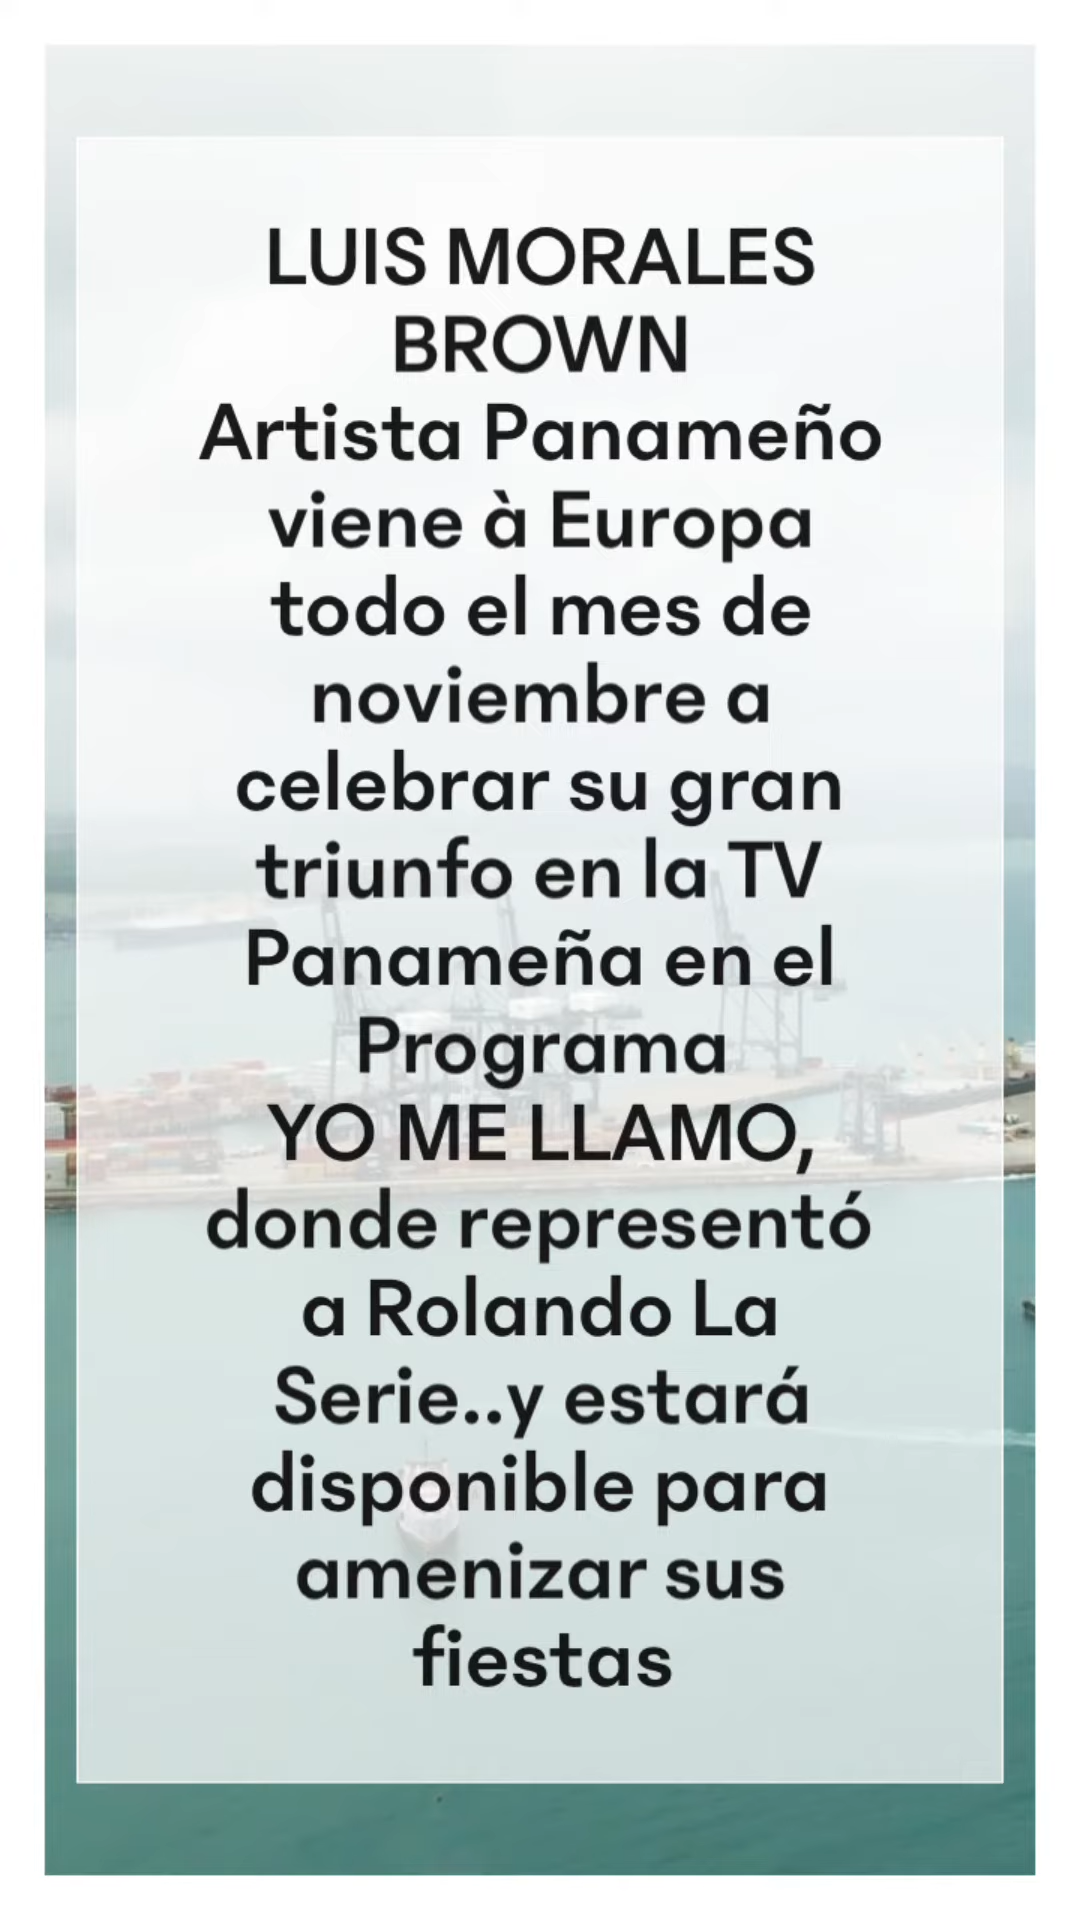 LUIS MORALES
BROWN
Artista Panameño
viene à Europa
todo el mes de
noviembre a
celebrar su gran
triunfo en la TV
Panameña en el
Programa
YO ME LLAMO,
donde representó
a Rolando La
Serie..y estará
disponible para
amenizar sus
fiestas